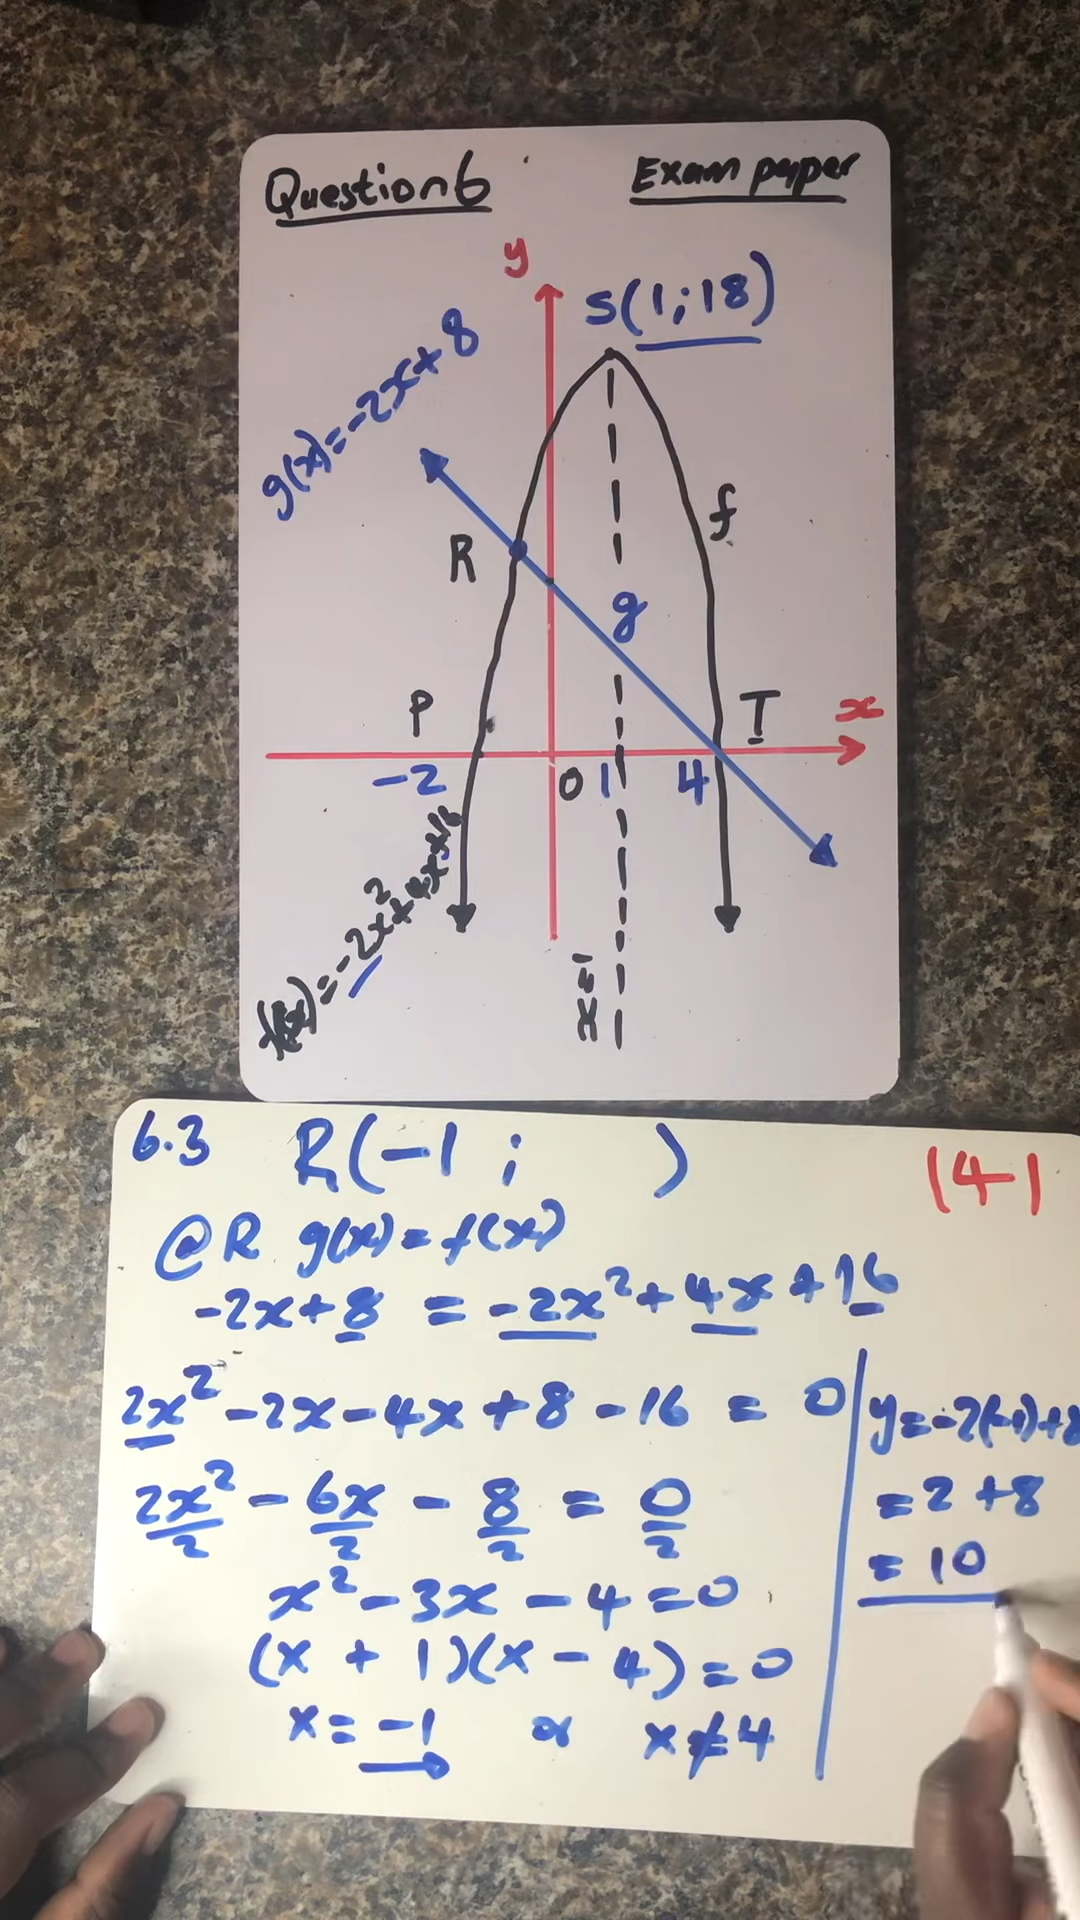 Question 6
Exam paper
y
S(1;18)
g(x)=-2x+8
R
f
g
P
T
x
-2
0
1
4
f(x)=-2x²+4x+16
x=1
6.3 R(-1 ; )
|4|
@R g(x)=f(x)
-2x+8 = -2x²+4x+16
2x²-2x-4x+8-16 = 0
2x²/2 - 6x/2 - 8/2 = 0/2
x²-3x-4=0
(x + 1)(x - 4)=0
x=-1 or x≠4
y=-2(-1)+8
=2+8
=10